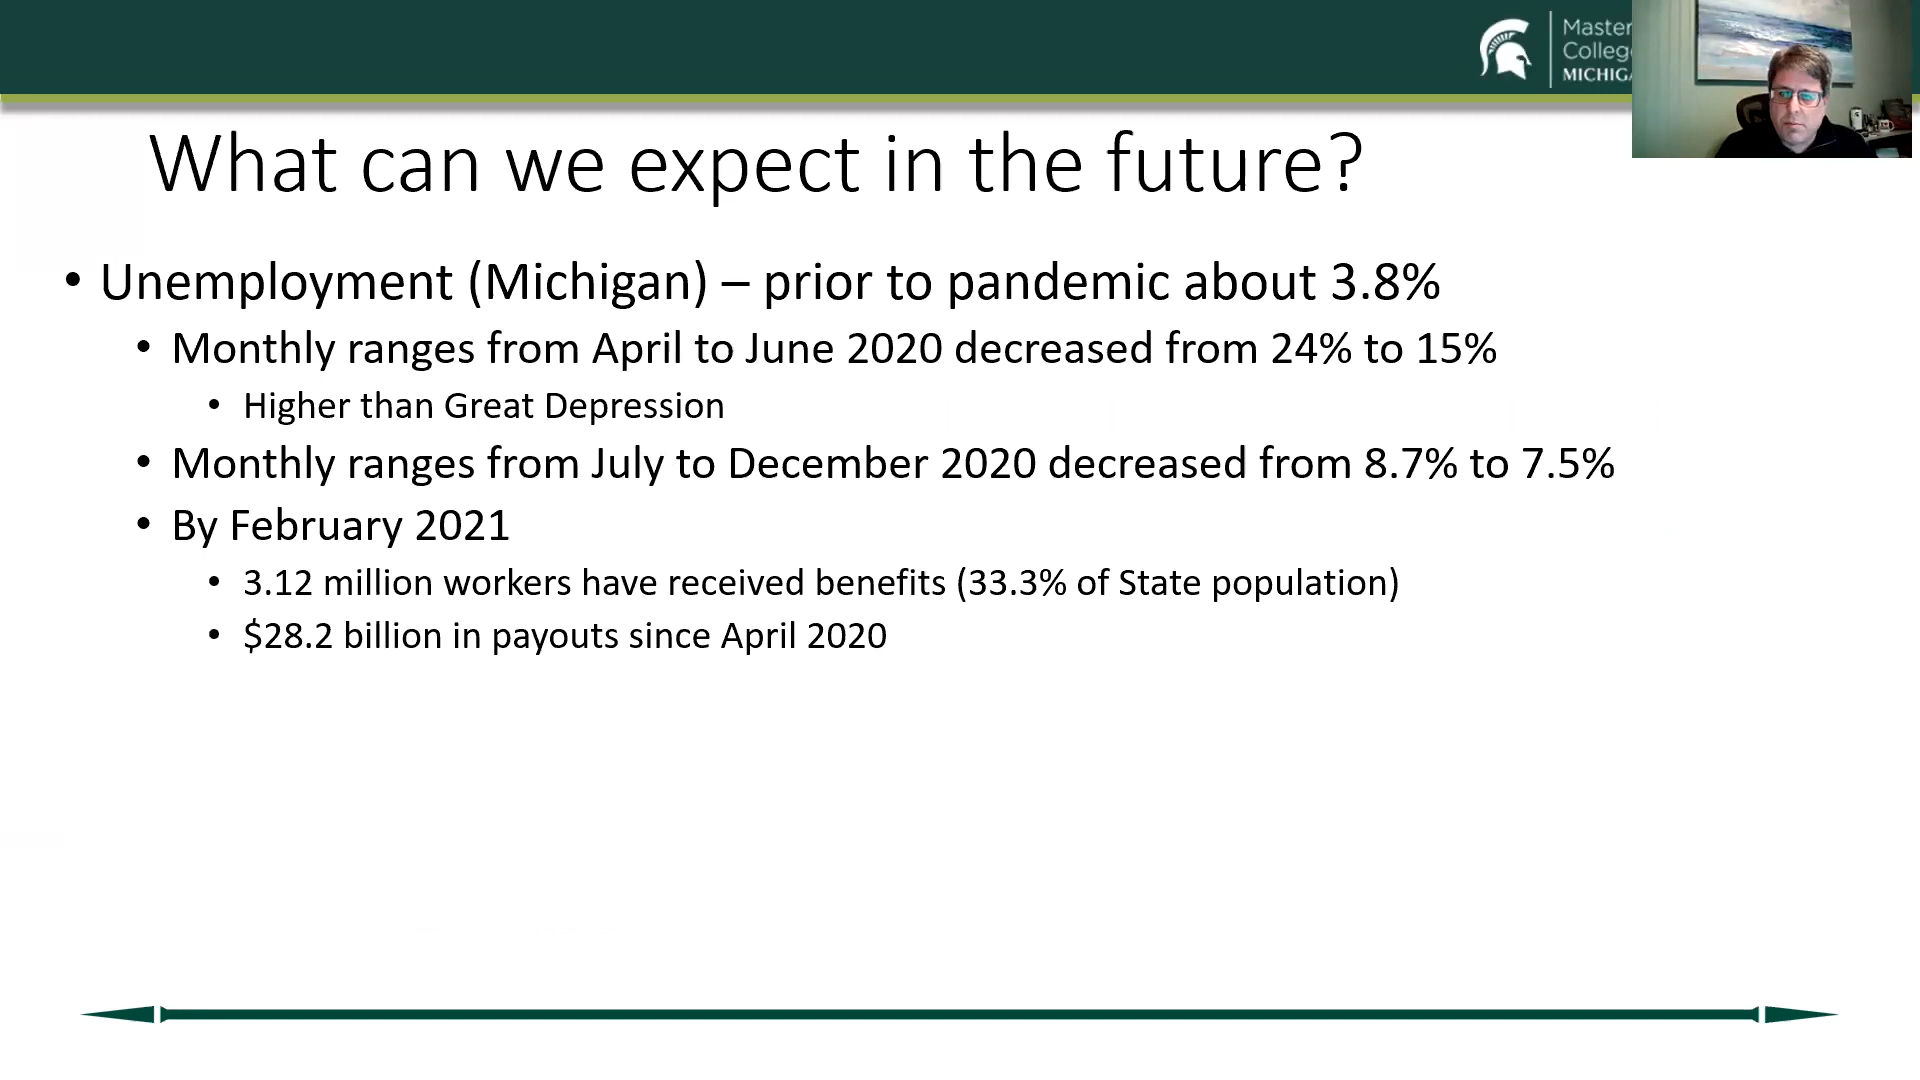 Master
MICHIG
What can we expect in the future?
• Unemployment (Michigan) – prior to pandemic about 3.8%
• Monthly ranges from April to June 2020 decreased from 24% to 15%
• Higher than Great Depression
• Monthly ranges from July to December 2020 decreased from 8.7% to 7.5%
• By February 2021
• 3.12 million workers have received benefits (33.3% of State population)
• $28.2 billion in payouts since April 2020